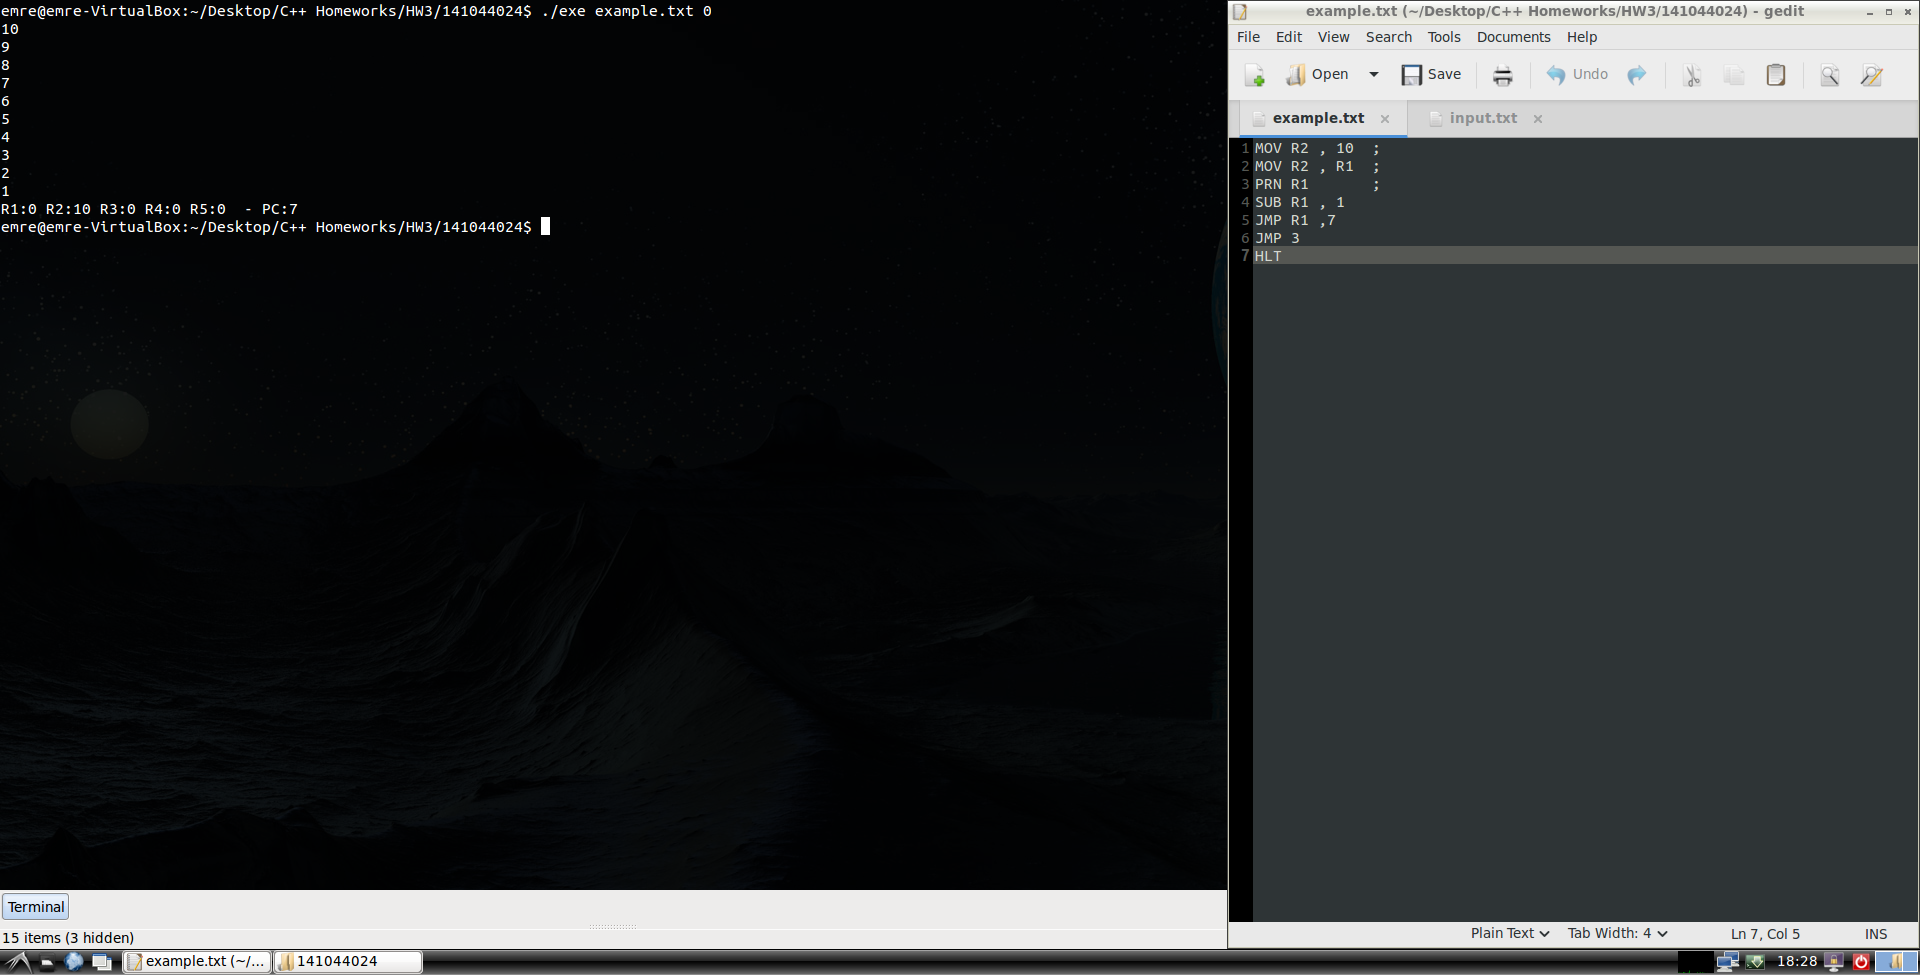 emre@emre-VirtualBox:~/Desktop/C++ Homeworks/HW3/141044024$ ./exe example.txt 0
10
9
8
7
6
5
4
3
2
1
R1:0 R2:10 R3:0 R4:0 R5:0  - PC:7
emre@emre-VirtualBox:~/Desktop/C++ Homeworks/HW3/141044024$
Terminal
15 items (3 hidden)
example.txt (~/Desktop/C++ Homeworks/HW3/141044024) - gedit
File Edit View Search Tools Documents Help
Open Save Undo
example.txt input.txt
1 MOV R2 , 10  ;
2 MOV R2 , R1  ;
3 PRN R1       ;
4 SUB R1 , 1
5 JMP R1 ,7
6 JMP 3
7 HLT
Plain Text Tab Width: 4 Ln 7, Col 5 INS
example.txt (~/... 141044024 18:28